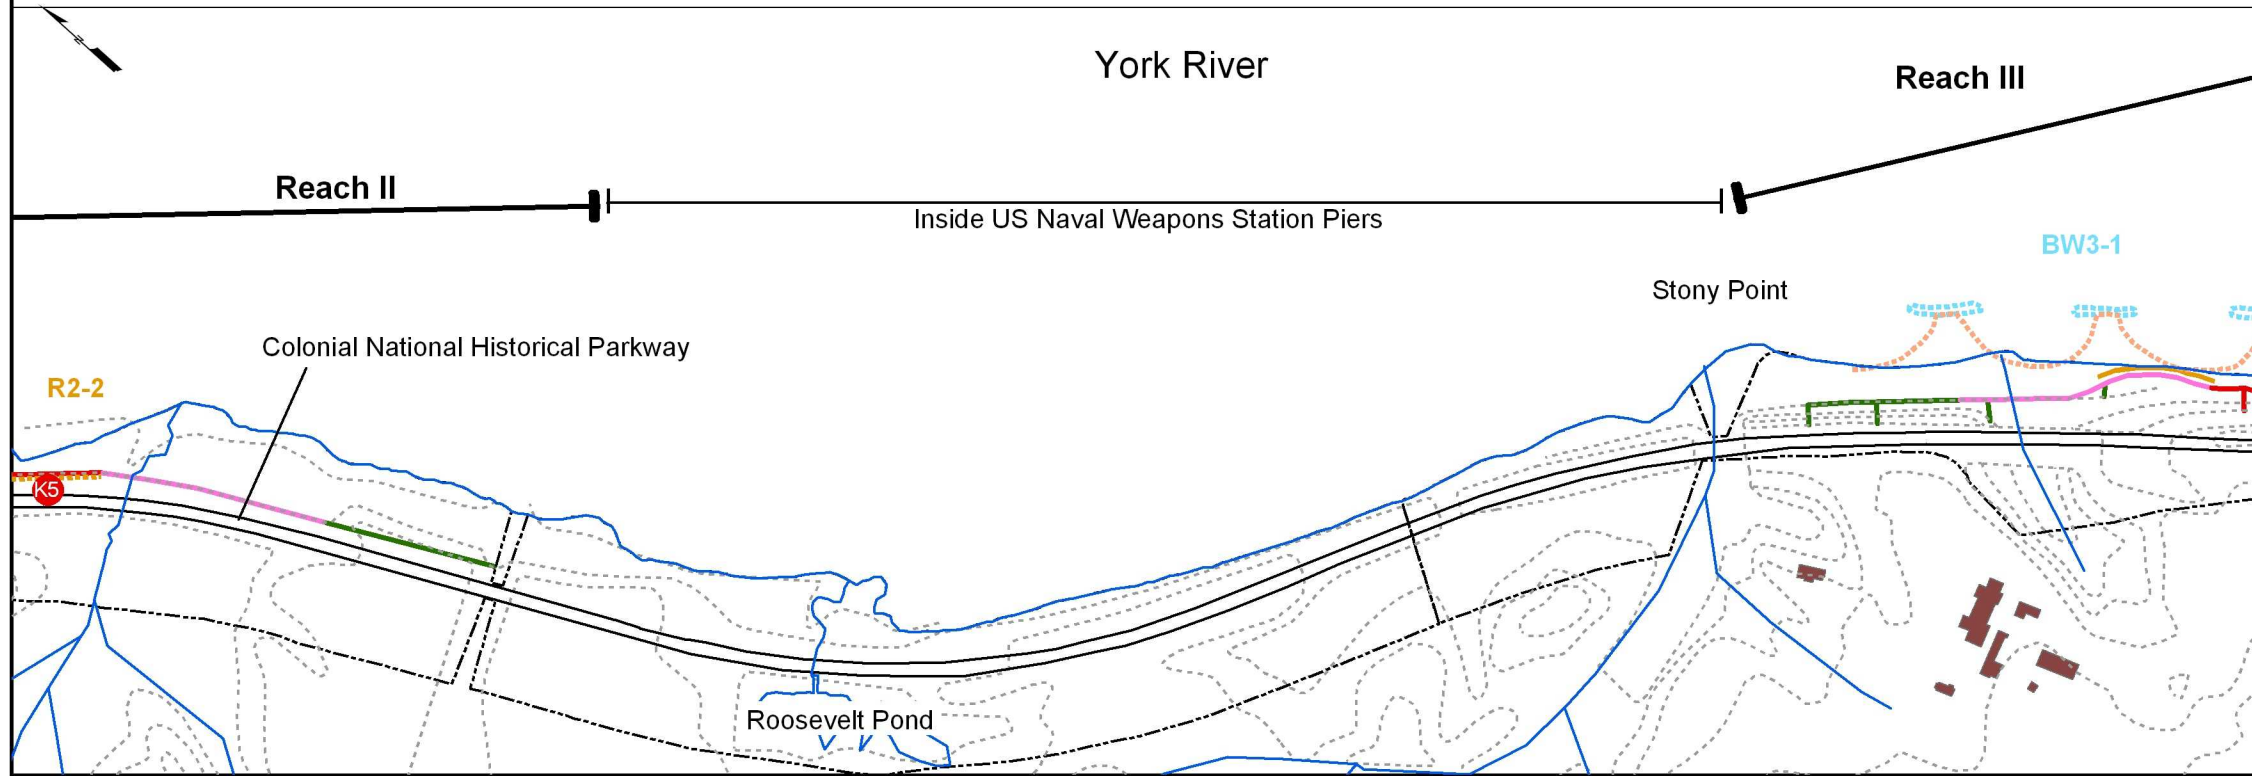 N
York River
Reach III
Reach II
Inside US Naval Weapons Station Piers
BW3-1
Stony Point
Colonial National Historical Parkway
R2-2
K5
Roosevelt Pond